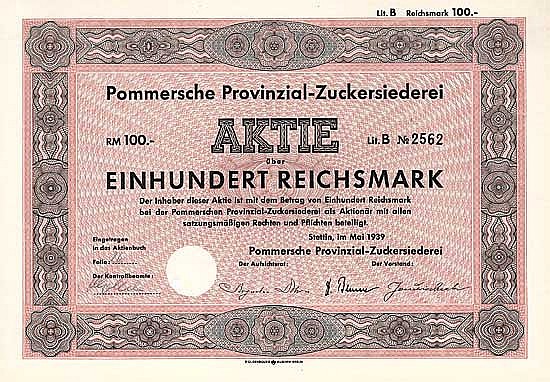 Lit. B Reichsmark 100.-
Pommersche Provinzial-Zuckersiederei
RM 100.- AKTIE Lit. B № 2562
über
EINHUNDERT REICHSMARK
Der Inhaber dieser Aktie ist mit dem Betrag von Einhundert Reichsmark
bei der Pommerschen Provinzial-Zuckersiederei als Aktionär mit allen
satzungsmäßigen Rechten und Pflichten beteiligt.
Stettin, im Mai 1939
Eingetragen
in das Aktienbuch
Pommersche Provinzial-Zuckersiederei
Folio:
Der Aufsichtsrat: Der Vorstand:
Der Kontrollbeamte: